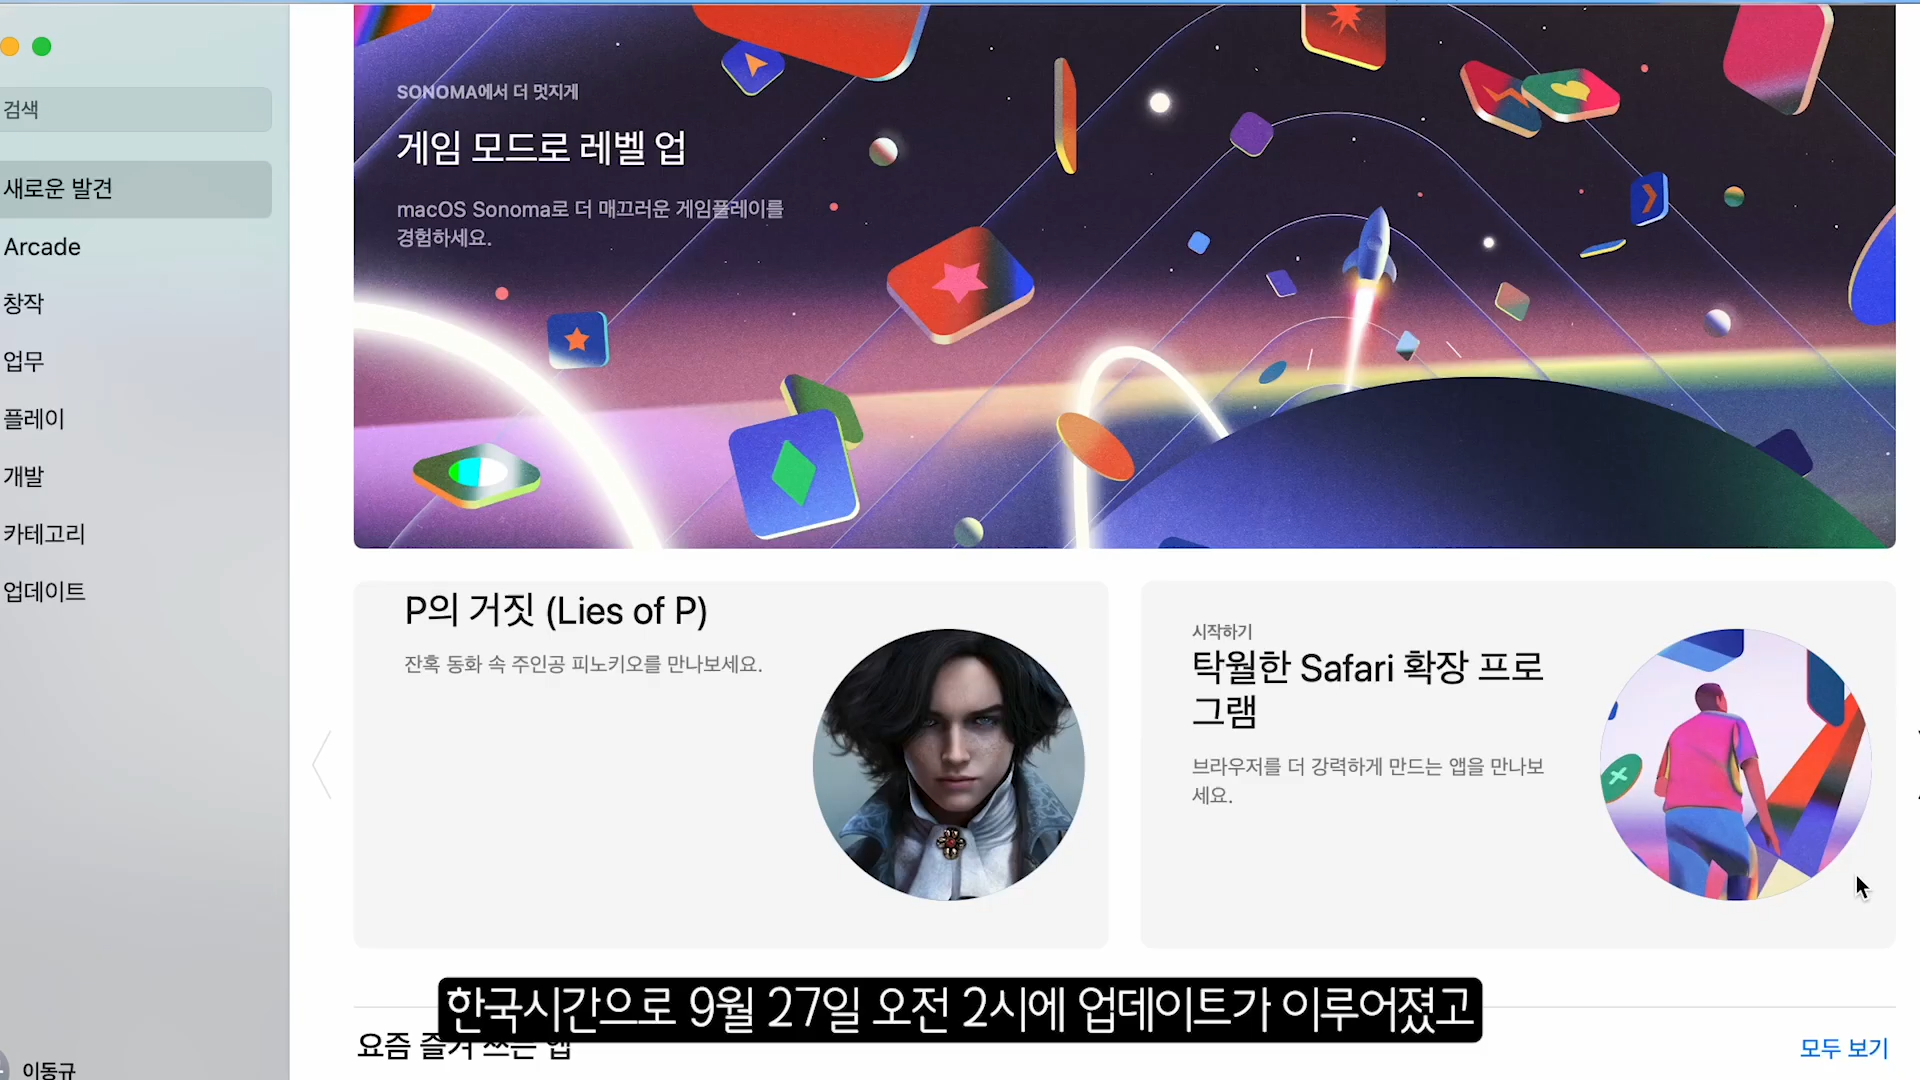 검색
새로운 발견
Arcade
창작
업무
플레이
개발
카테고리
업데이트
이동규
SONOMA에서 더 멋지게
게임 모드로 레벨 업
macOS Sonoma로 더 매끄러운 게임플레이를
경험하세요.
P의 거짓 (Lies of P)
잔혹 동화 속 주인공 피노키오를 만나보세요.
시작하기
탁월한 Safari 확장 프로
그램
브라우저를 더 강력하게 만드는 앱을 만나보
세요.
한국시간으로 9월 27일 오전 2시에 업데이트가 이루어졌고
요즘 즐겨 쓰는 앱
모두 보기